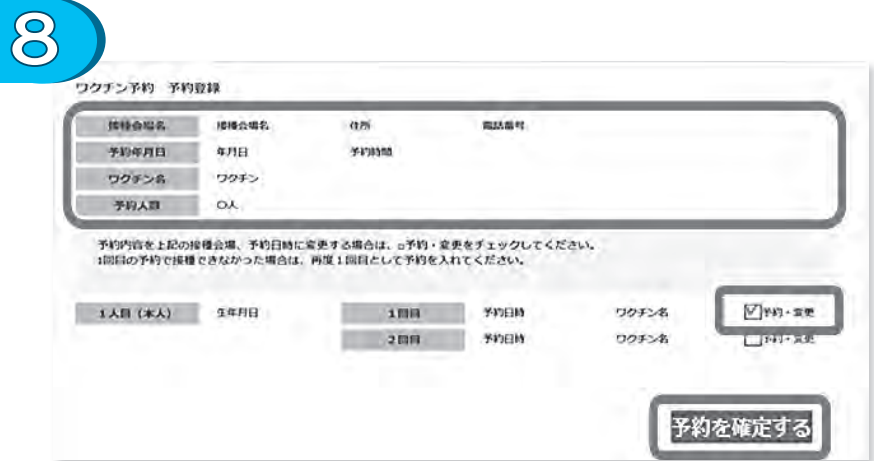 8
ワクチン予約 予約登録
接種会場名 接種会場名 住所 電話番号
予約年月日 年月日 予約時間
ワクチン名 ワクチン
予約人数 〇人
予約内容を上記の接種会場、予約日時に変更する場合は、□予約・変更をチェックしてください。
1回目の予約で接種できなかった場合は、再度1回目として予約を入れてください。
1人目(本人) 生年月日 1回目 予約日時 ワクチン名 予約・変更
2回目 予約日時 ワクチン名 予約・変更
予約を確定する